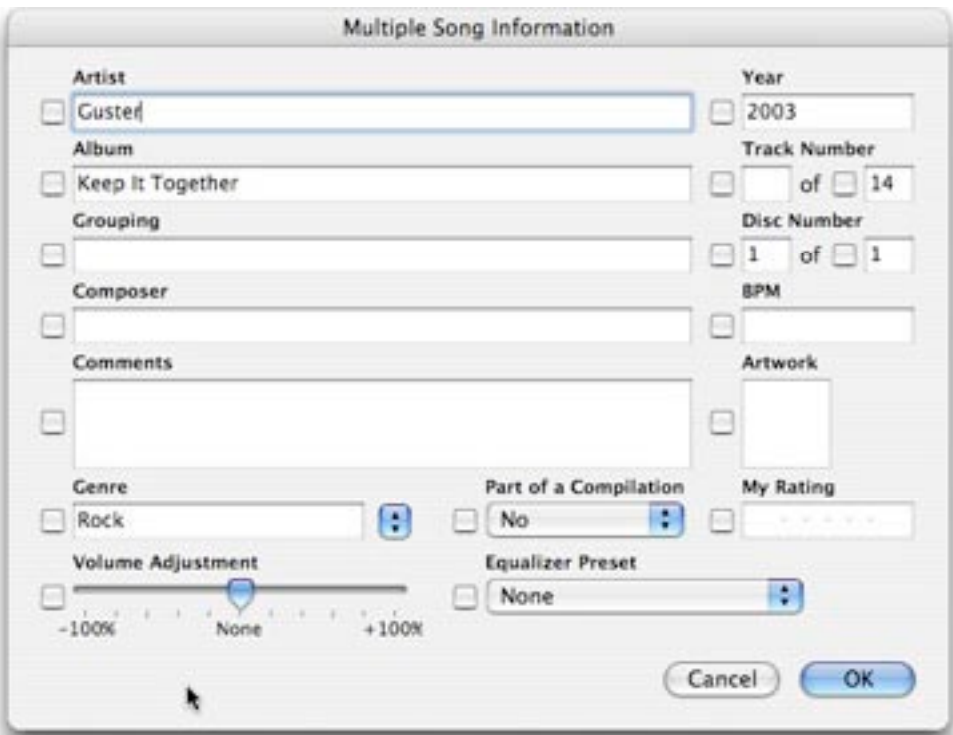 Multiple Song Information
Artist Year
Guster 2003
Album Track Number
Keep It Together of 14
Grouping Disc Number
1 of 1
Composer BPM
Comments Artwork
Genre Part of a Compilation My Rating
Rock No
Volume Adjustment Equalizer Preset
None
-100% None +100%
Cancel OK